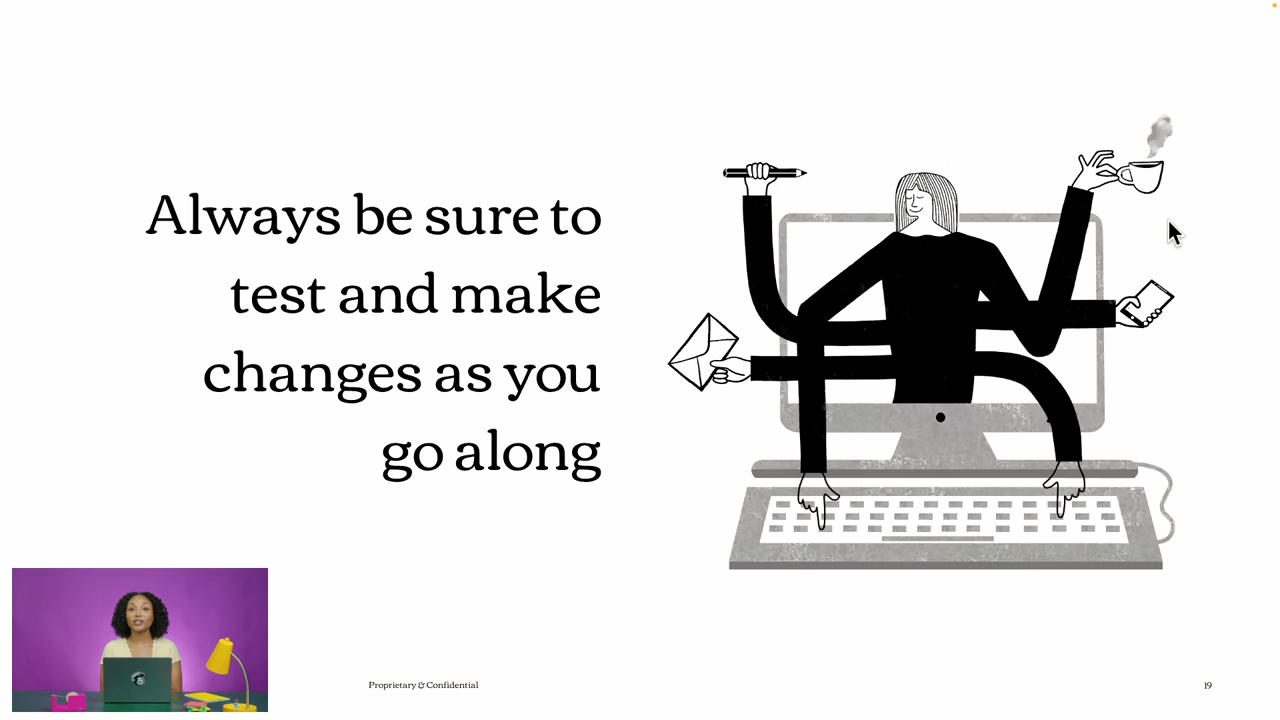 Always be sure to
test and make
changes as you
go along
Proprietary & Confidential
19